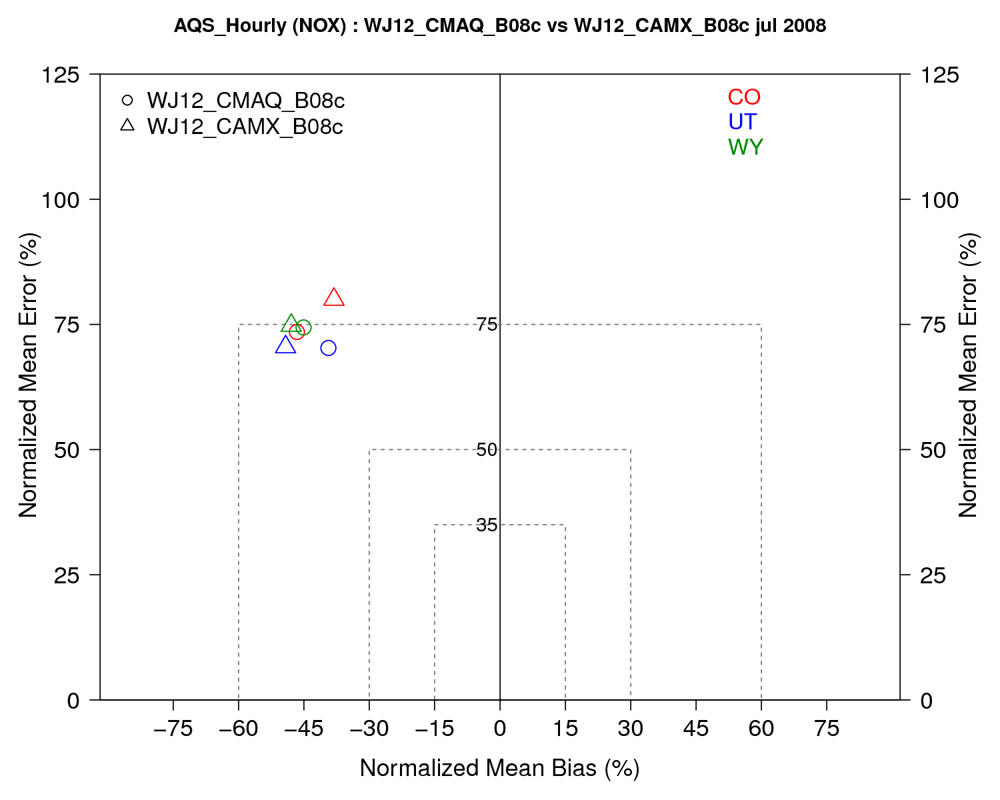 AQS_Hourly (NOX) : WJ12_CMAQ_B08c vs WJ12_CAMX_B08c jul 2008
WJ12_CMAQ_B08c
WJ12_CAMX_B08c
CO
UT
WY
125
100
75
50
25
0
Normalized Mean Error (%)
75
50
35
125
100
75
50
25
0
Normalized Mean Error (%)
−75 −60 −45 −30 −15 0 15 30 45 60 75
Normalized Mean Bias (%)